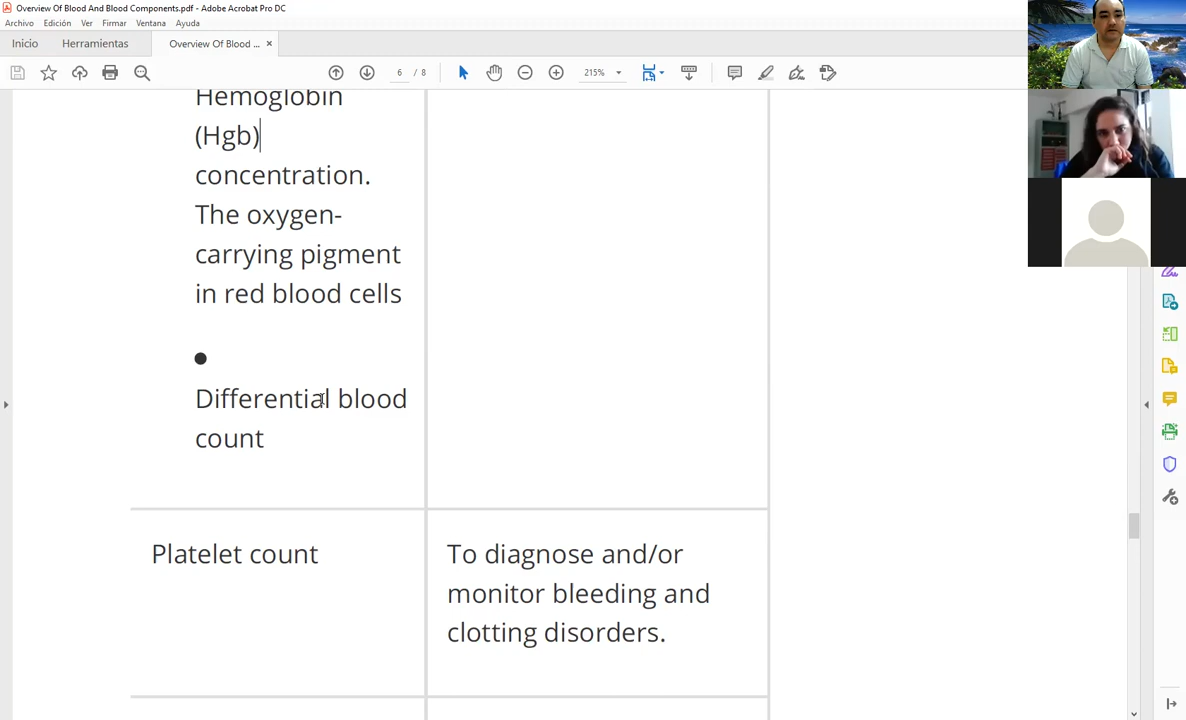 Overview Of Blood And Blood Components.pdf - Adobe Acrobat Pro DC
Archivo Edición Ver Firmar Ventana Ayuda
Inicio Herramientas Overview Of Blood ... ×
6 / 8 215%
Hemoglobin
(Hgb)
concentration.
The oxygen-
carrying pigment
in red blood cells
●
Differential blood
count
Platelet count
To diagnose and/or
monitor bleeding and
clotting disorders.